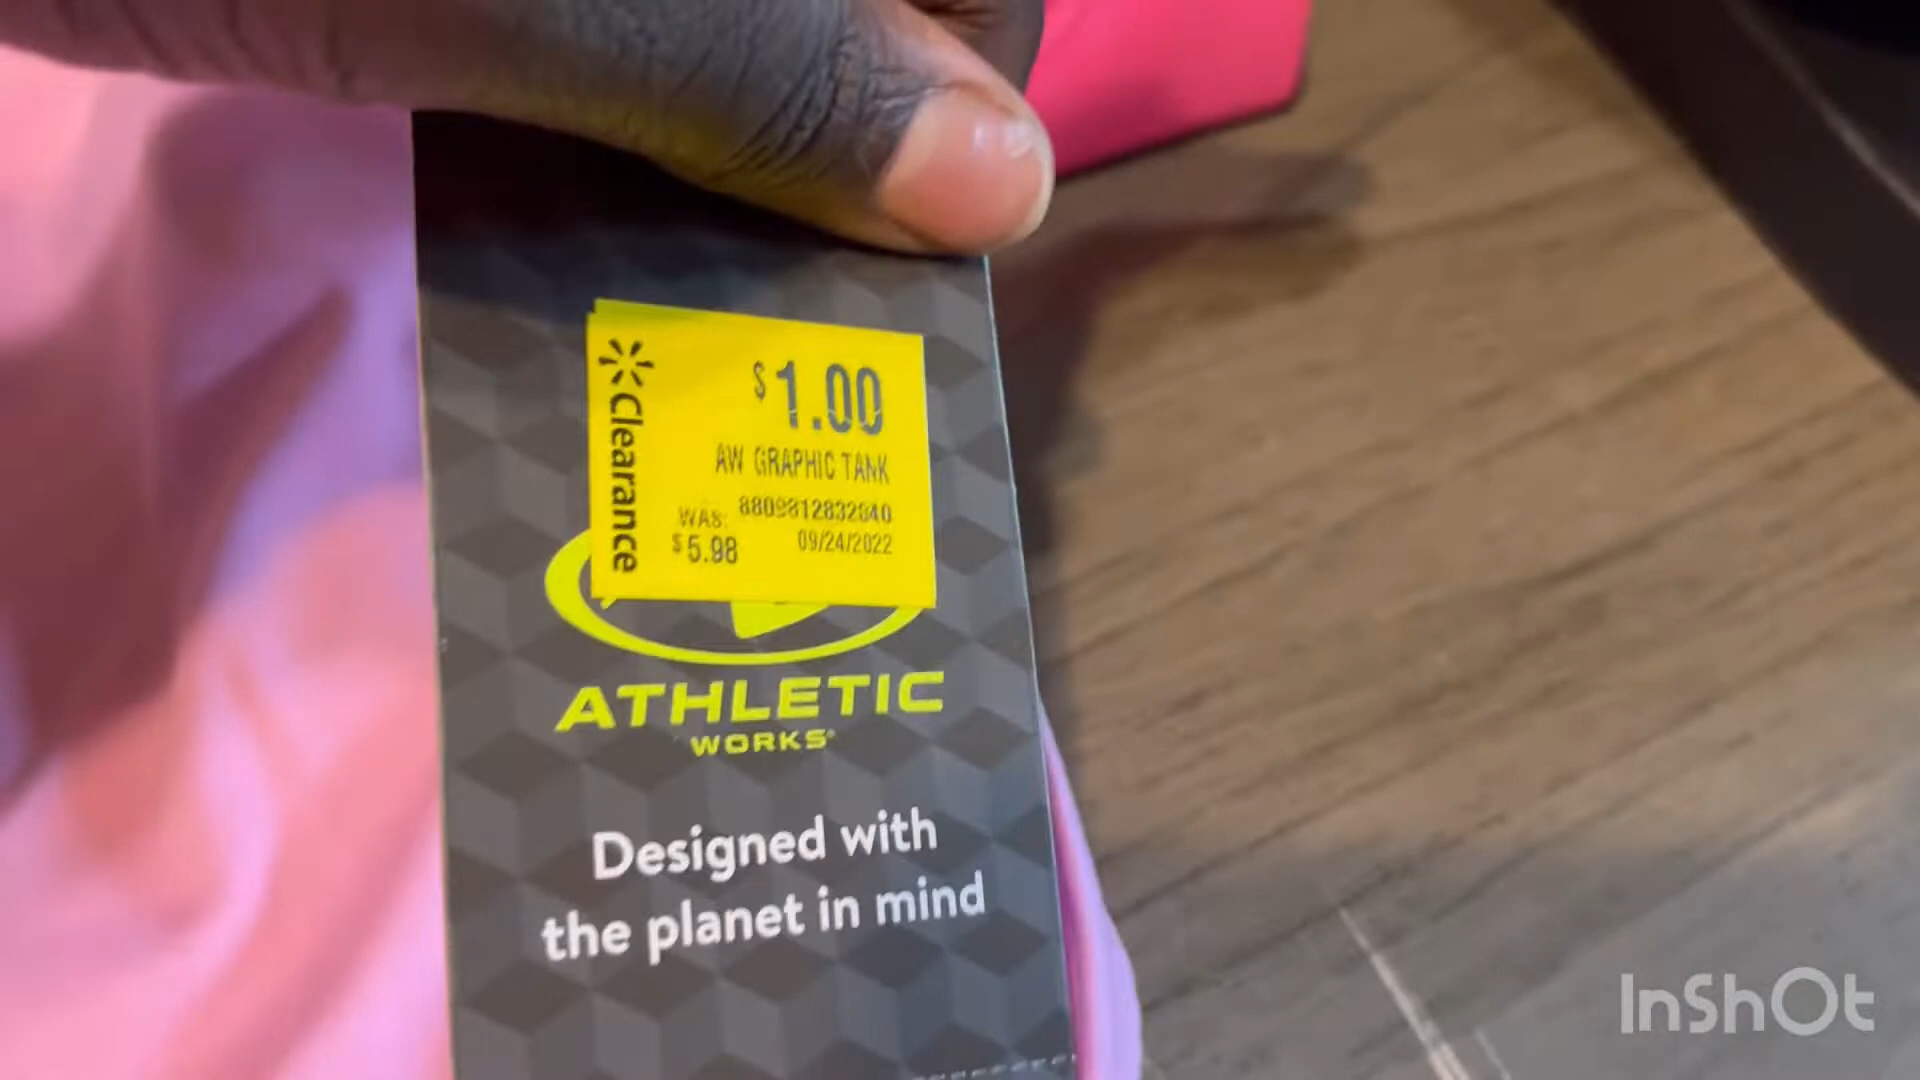 Clearance
$1.00
AW GRAPHIC TANK
WAS: 8809812832840
$5.98 09/24/2022
ATHLETIC
WORKS®
Designed with
the planet in mind
InShOt